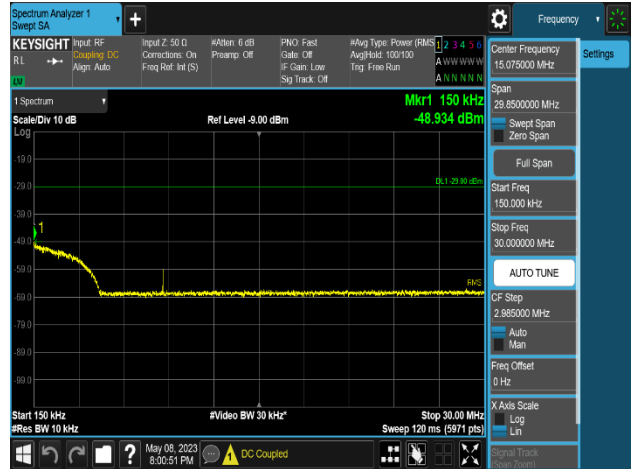 Spectrum Analyzer 1
Swept SA
Frequency
KEYSIGHT
RL
Input: RF
Coupling: DC
Align: Auto
Input Z: 50 Ω
Corrections: On
Freq Ref: Int (S)
#Atten: 6 dB
Preamp: Off
PNO: Fast
Gate: Off
IF Gain: Low
Sig Track: Off
#Avg Type: Power (RMS
Avg|Hold: 100/100
Trig: Free Run
1 2 3 4 5 6
A W W W W W
A N N N N N
LW
1 Spectrum
Scale/Div 10 dB
Ref Level -9.00 dBm
Mkr1 150 kHz
-48.934 dBm
Log
-19.0
-29.0
DL1 -29.00 dBm
-39.0
1
-49.0
-59.0
RMS
-69.0
-79.0
-89.0
-99.0
Start 150 kHz
#Video BW 30 kHz*
Stop 30.00 MHz
#Res BW 10 kHz
Sweep 120 ms (5971 pts)
?
May 08, 2023
8:00:51 PM
DC Coupled
Center Frequency
15.075000 MHz
Settings
Span
29.8500000 MHz
Swept Span
Zero Span
Full Span
Start Freq
150.000 kHz
Stop Freq
30.000000 MHz
AUTO TUNE
CF Step
2.985000 MHz
Auto
Man
Freq Offset
0 Hz
X Axis Scale
Log
Lin
Signal Track
(Span Zoom)